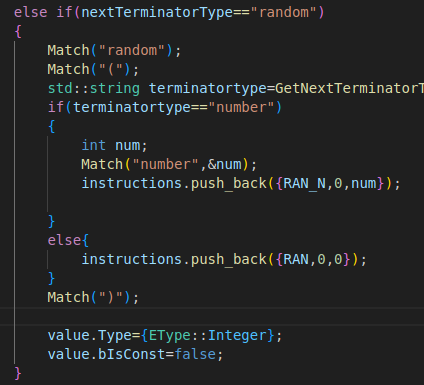 else if(nextTerminatorType=="random")
{
Match("random");
Match("(");
std::string terminatortype=GetNextTerminatorT
if(terminatortype=="number")
{
int num;
Match("number",&num);
instructions.push_back({RAN_N,0,num});
}
else{
instructions.push_back({RAN,0,0});
}
Match(")");
value.Type={EType::Integer};
value.bIsConst=false;
}